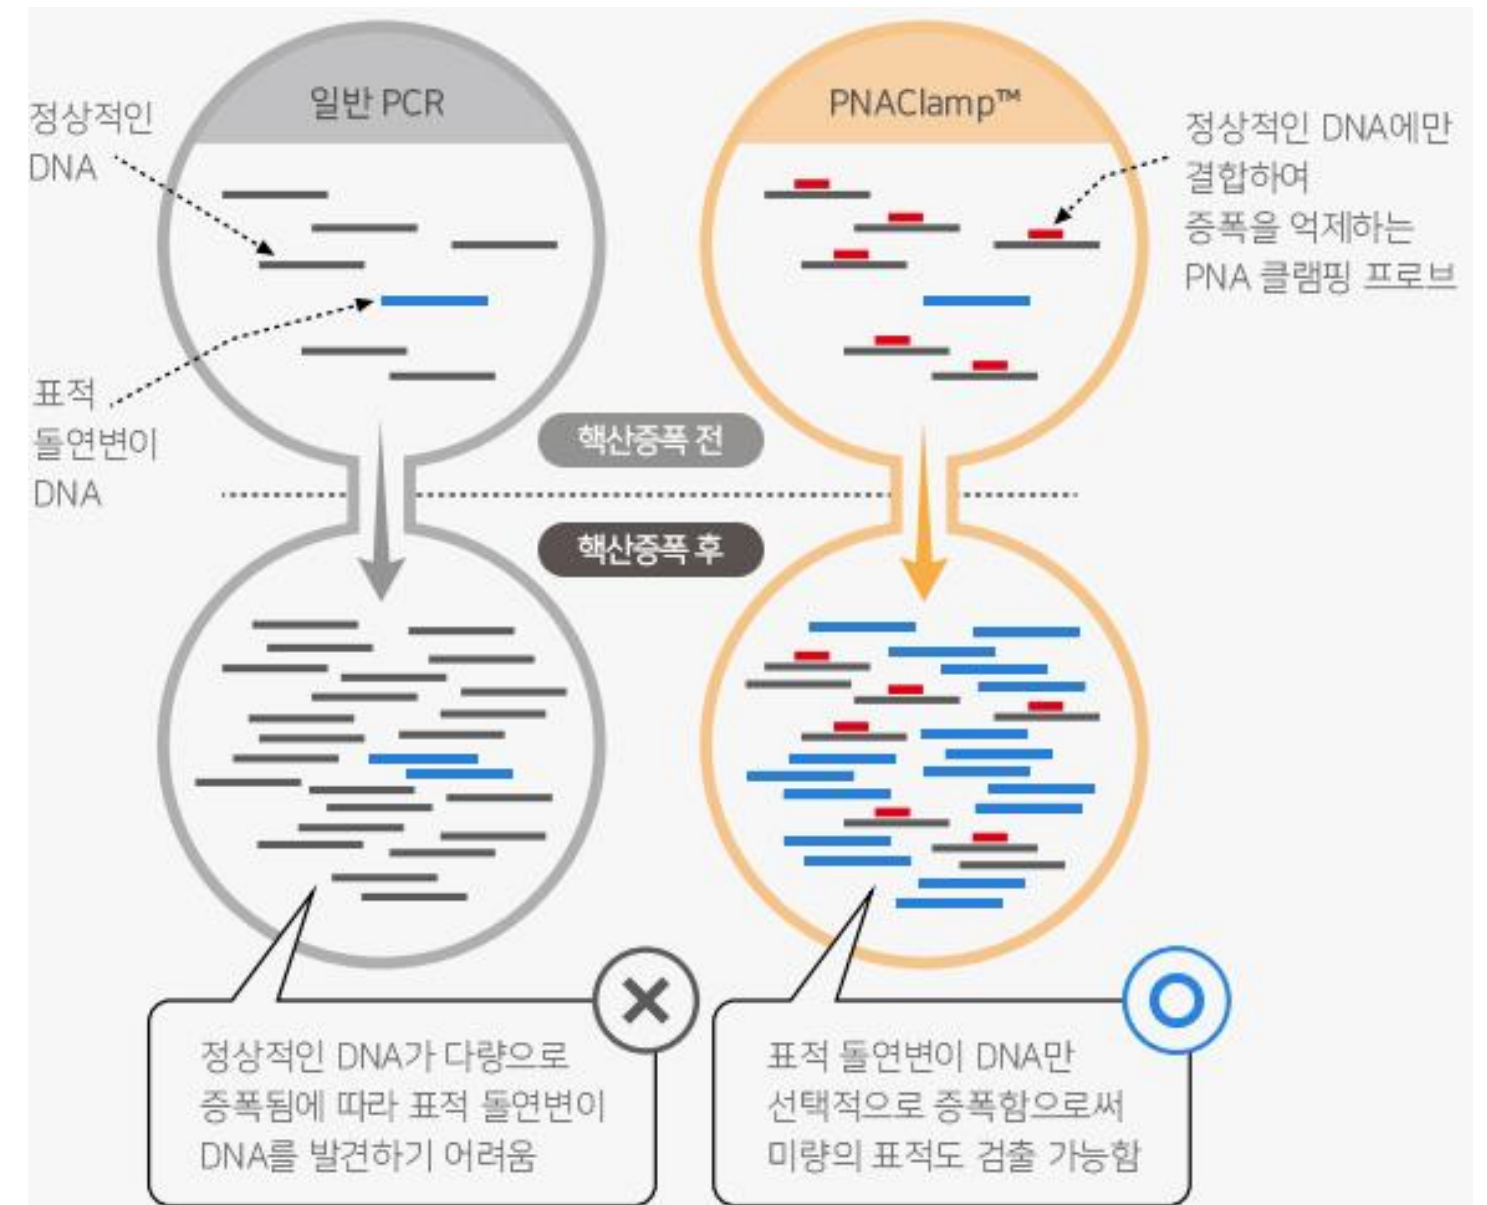 일반 PCR
정상적인
DNA
표적
돌연변이
DNA
PNAClamp™
정상적인 DNA에만
결합하여
증폭을 억제하는
PNA 클램핑 프로브
핵산증폭 전
핵산증폭 후
정상적인 DNA가 다량으로
증폭됨에 따라 표적 돌연변이
DNA를 발견하기 어려움
표적 돌연변이 DNA만
선택적으로 증폭함으로써
미량의 표적도 검출 가능함